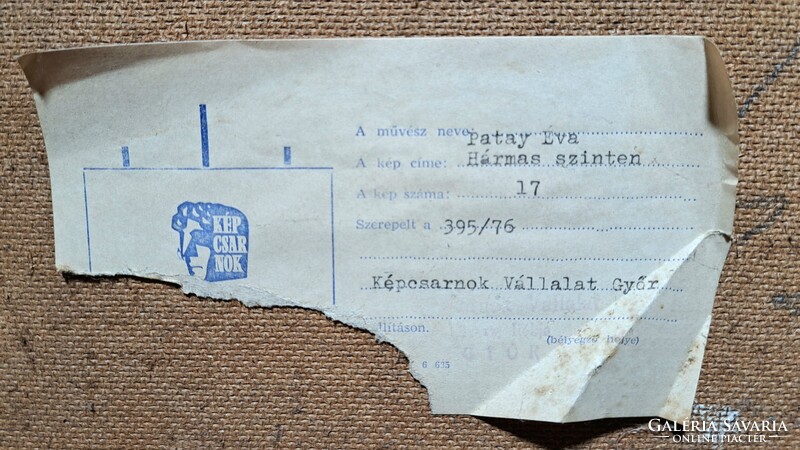 A művész neve: Patay Éva
A kép címe: Hármas szinten
A kép száma: 17
Szerepelt a 395/76
Képcsarnok Vállalat Győr
állításon.
(bélyegző helye)
6 635
KÉP
CSAR
NOK
GALERIA SAVARIA
ONLINE PIACTÉR